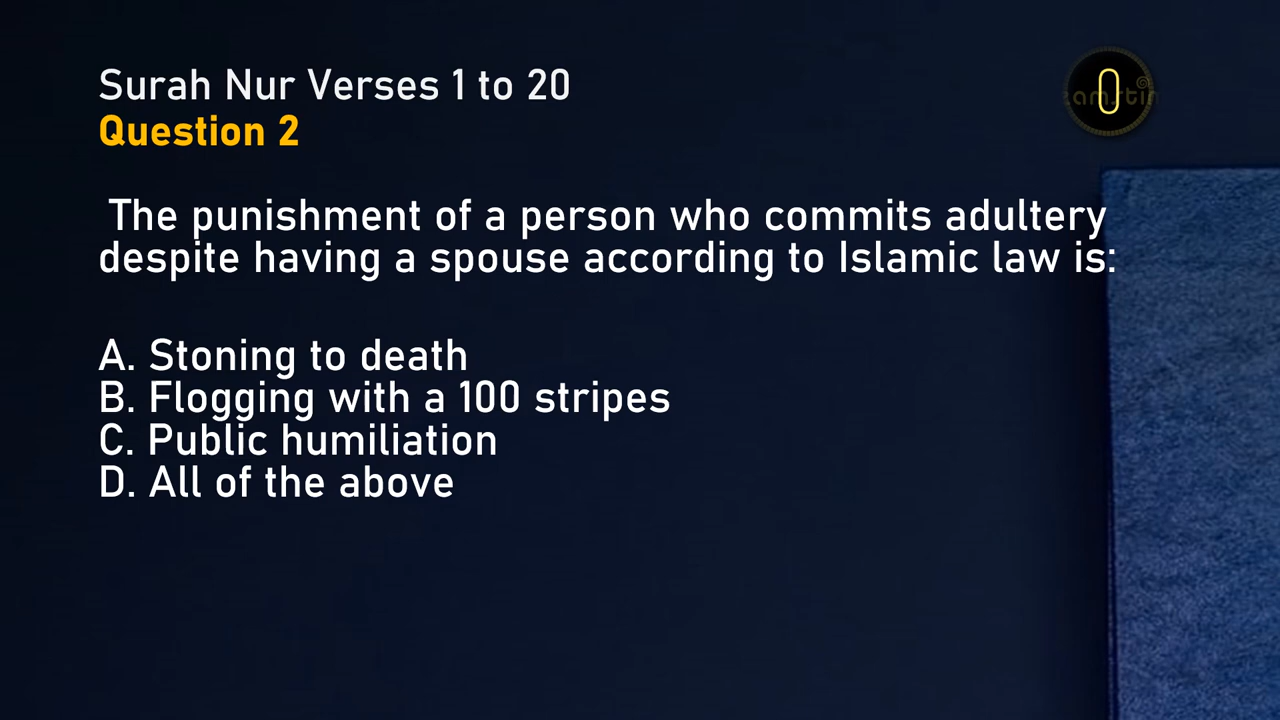 Surah Nur Verses 1 to 20
Question 2
0
The punishment of a person who commits adultery
despite having a spouse according to Islamic law is:
A. Stoning to death
B. Flogging with a 100 stripes
C. Public humiliation
D. All of the above